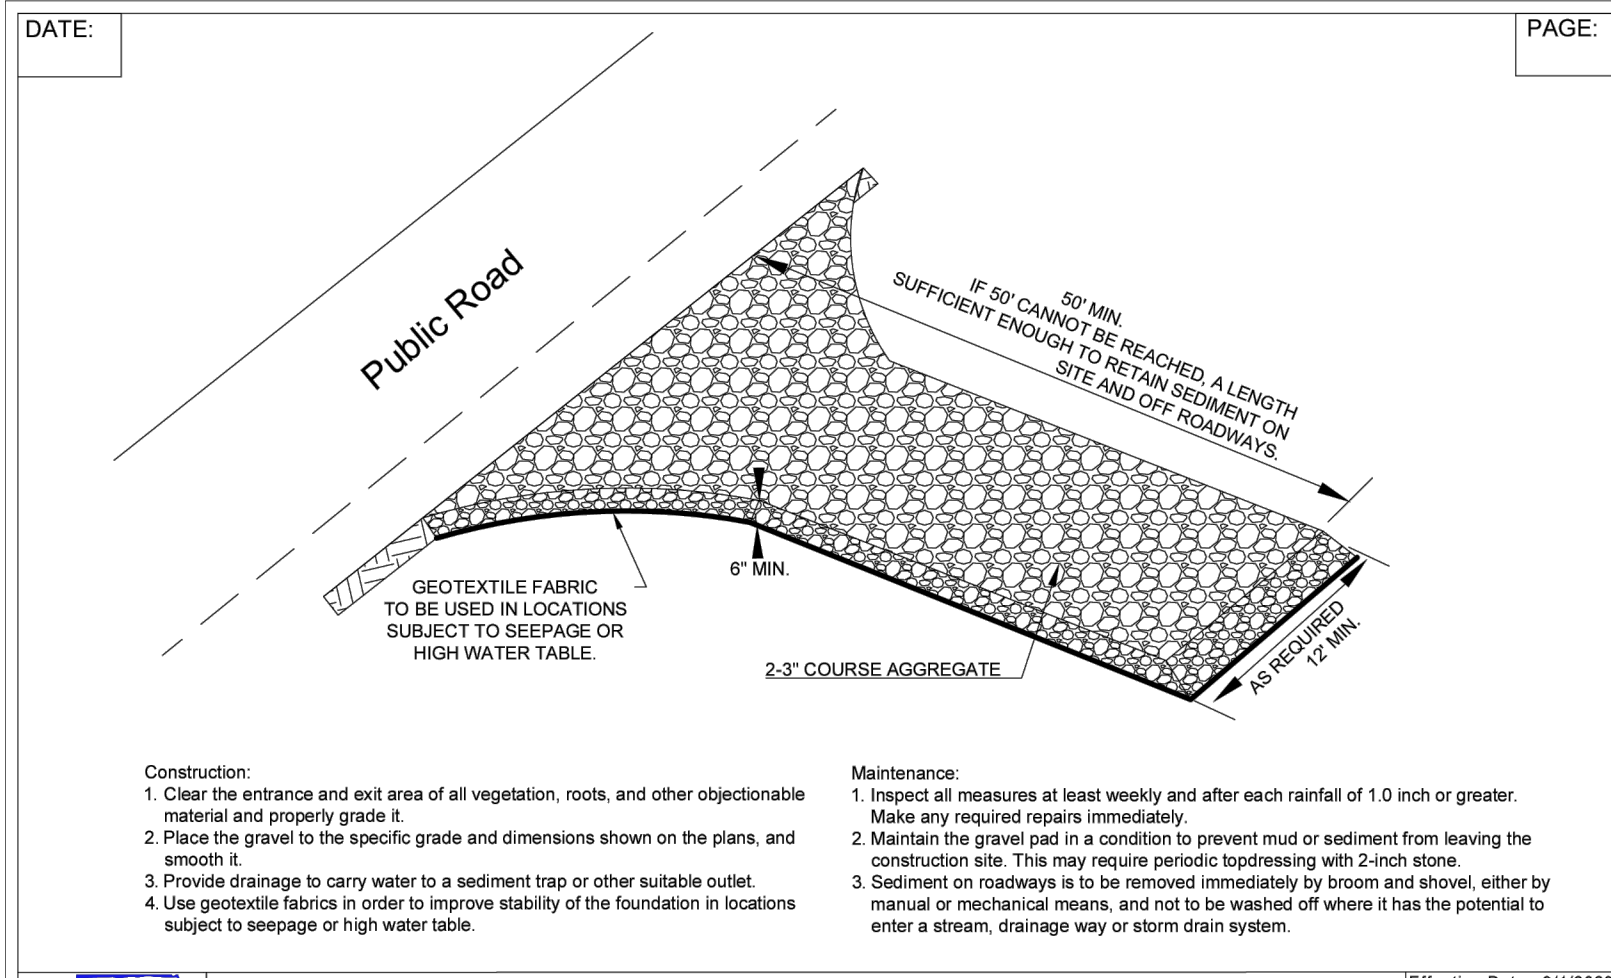 DATE:
PAGE:
Public Road
50' MIN.
IF 50' CANNOT BE REACHED, A LENGTH
SUFFICIENT ENOUGH TO RETAIN SEDIMENT ON
SITE AND OFF ROADWAYS.
6" MIN.
GEOTEXTILE FABRIC
TO BE USED IN LOCATIONS
SUBJECT TO SEEPAGE OR
HIGH WATER TABLE.
2-3" COURSE AGGREGATE
AS REQUIRED
12' MIN.
Construction:
1. Clear the entrance and exit area of all vegetation, roots, and other objectionable
material and properly grade it.
2. Place the gravel to the specific grade and dimensions shown on the plans, and
smooth it.
3. Provide drainage to carry water to a sediment trap or other suitable outlet.
4. Use geotextile fabrics in order to improve stability of the foundation in locations
subject to seepage or high water table.
Maintenance:
1. Inspect all measures at least weekly and after each rainfall of 1.0 inch or greater.
Make any required repairs immediately.
2. Maintain the gravel pad in a condition to prevent mud or sediment from leaving the
construction site. This may require periodic topdressing with 2-inch stone.
3. Sediment on roadways is to be removed immediately by broom and shovel, either by
manual or mechanical means, and not to be washed off where it has the potential to
enter a stream, drainage way or storm drain system.